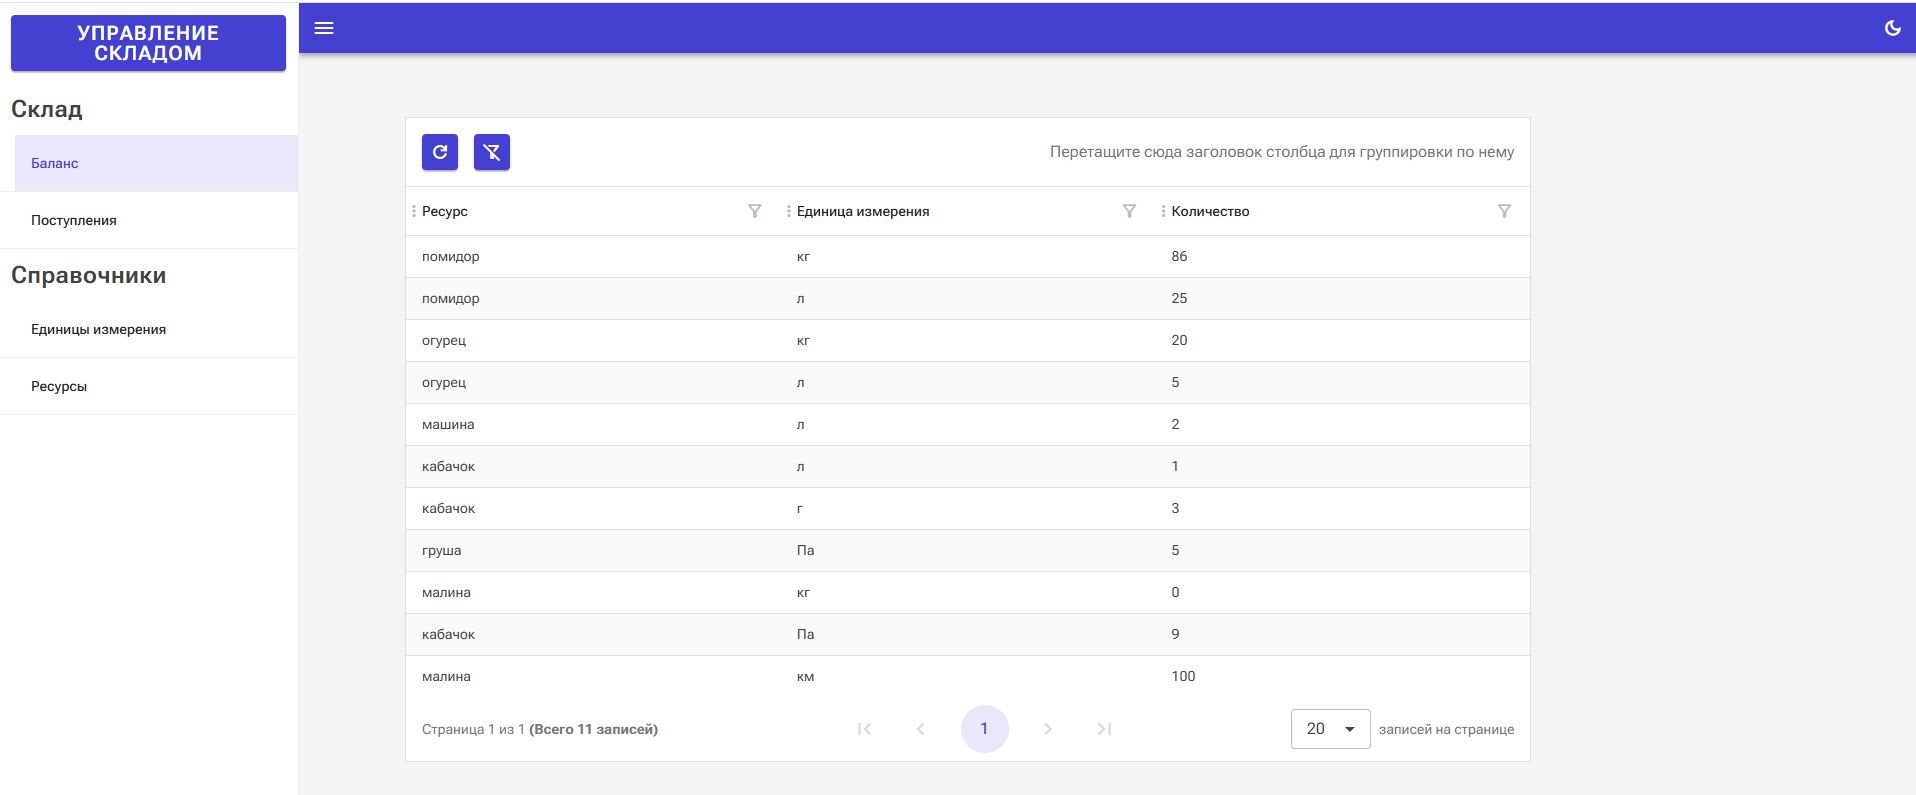 УПРАВЛЕНИЕ
СКЛАДОМ
Склад
Баланс
Поступления
Справочники
Единицы измерения
Ресурсы
Перетащите сюда заголовок столбца для группировки по нему
Ресурс Единица измерения Количество
помидор кг 86
помидор л 25
огурец кг 20
огурец л 5
машина л 2
кабачок л 1
кабачок г 3
груша Па 5
малина кг 0
кабачок Па 9
малина км 100
Страница 1 из 1 (Всего 11 записей) 1 20 записей на странице